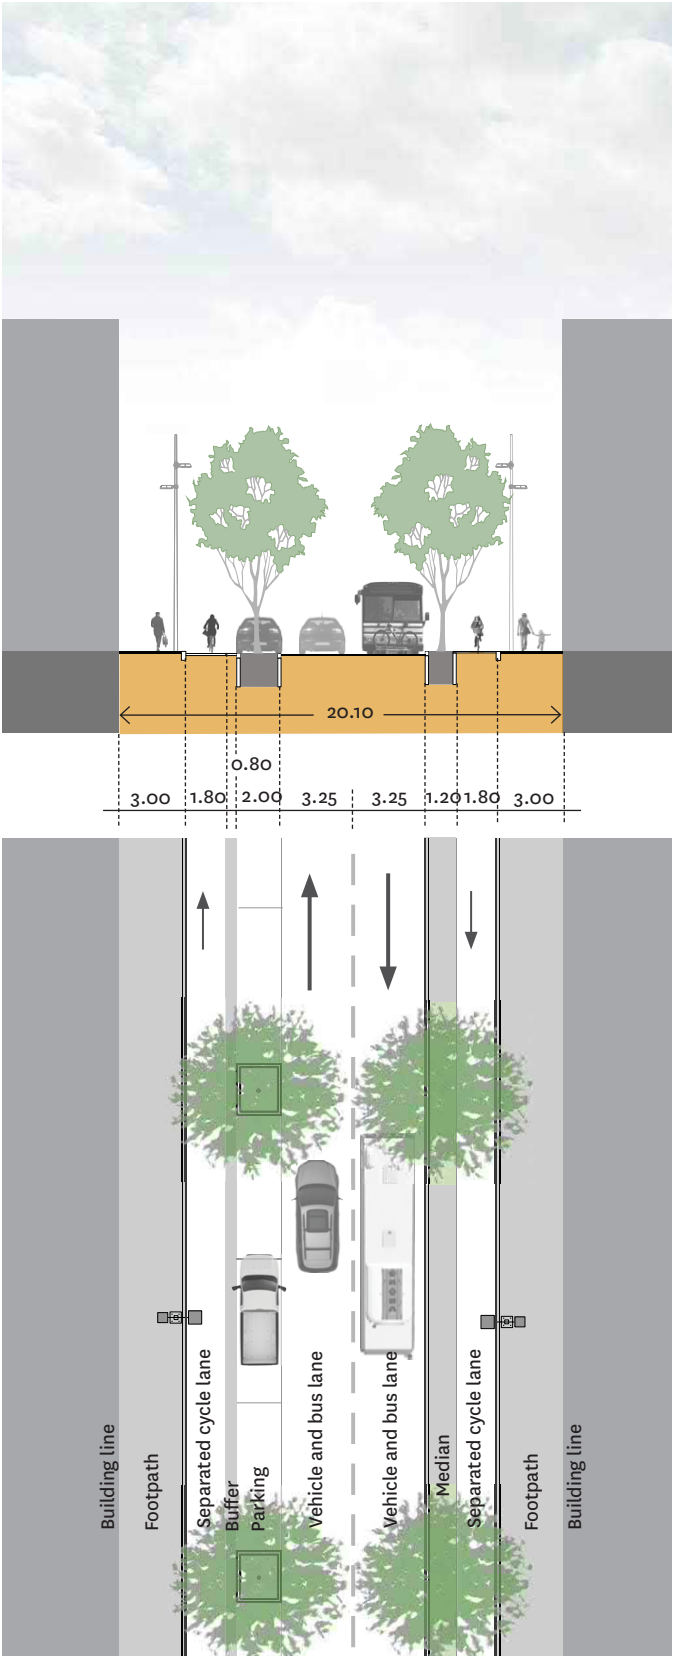 20.10
0.80
3.00 1.80 2.00 3.25 3.25 1.20 1.80 3.00
Building line
Footpath
Separated cycle lane
Buffer
Parking
Vehicle and bus lane
Vehicle and bus lane
Median
Separated cycle lane
Footpath
Building line